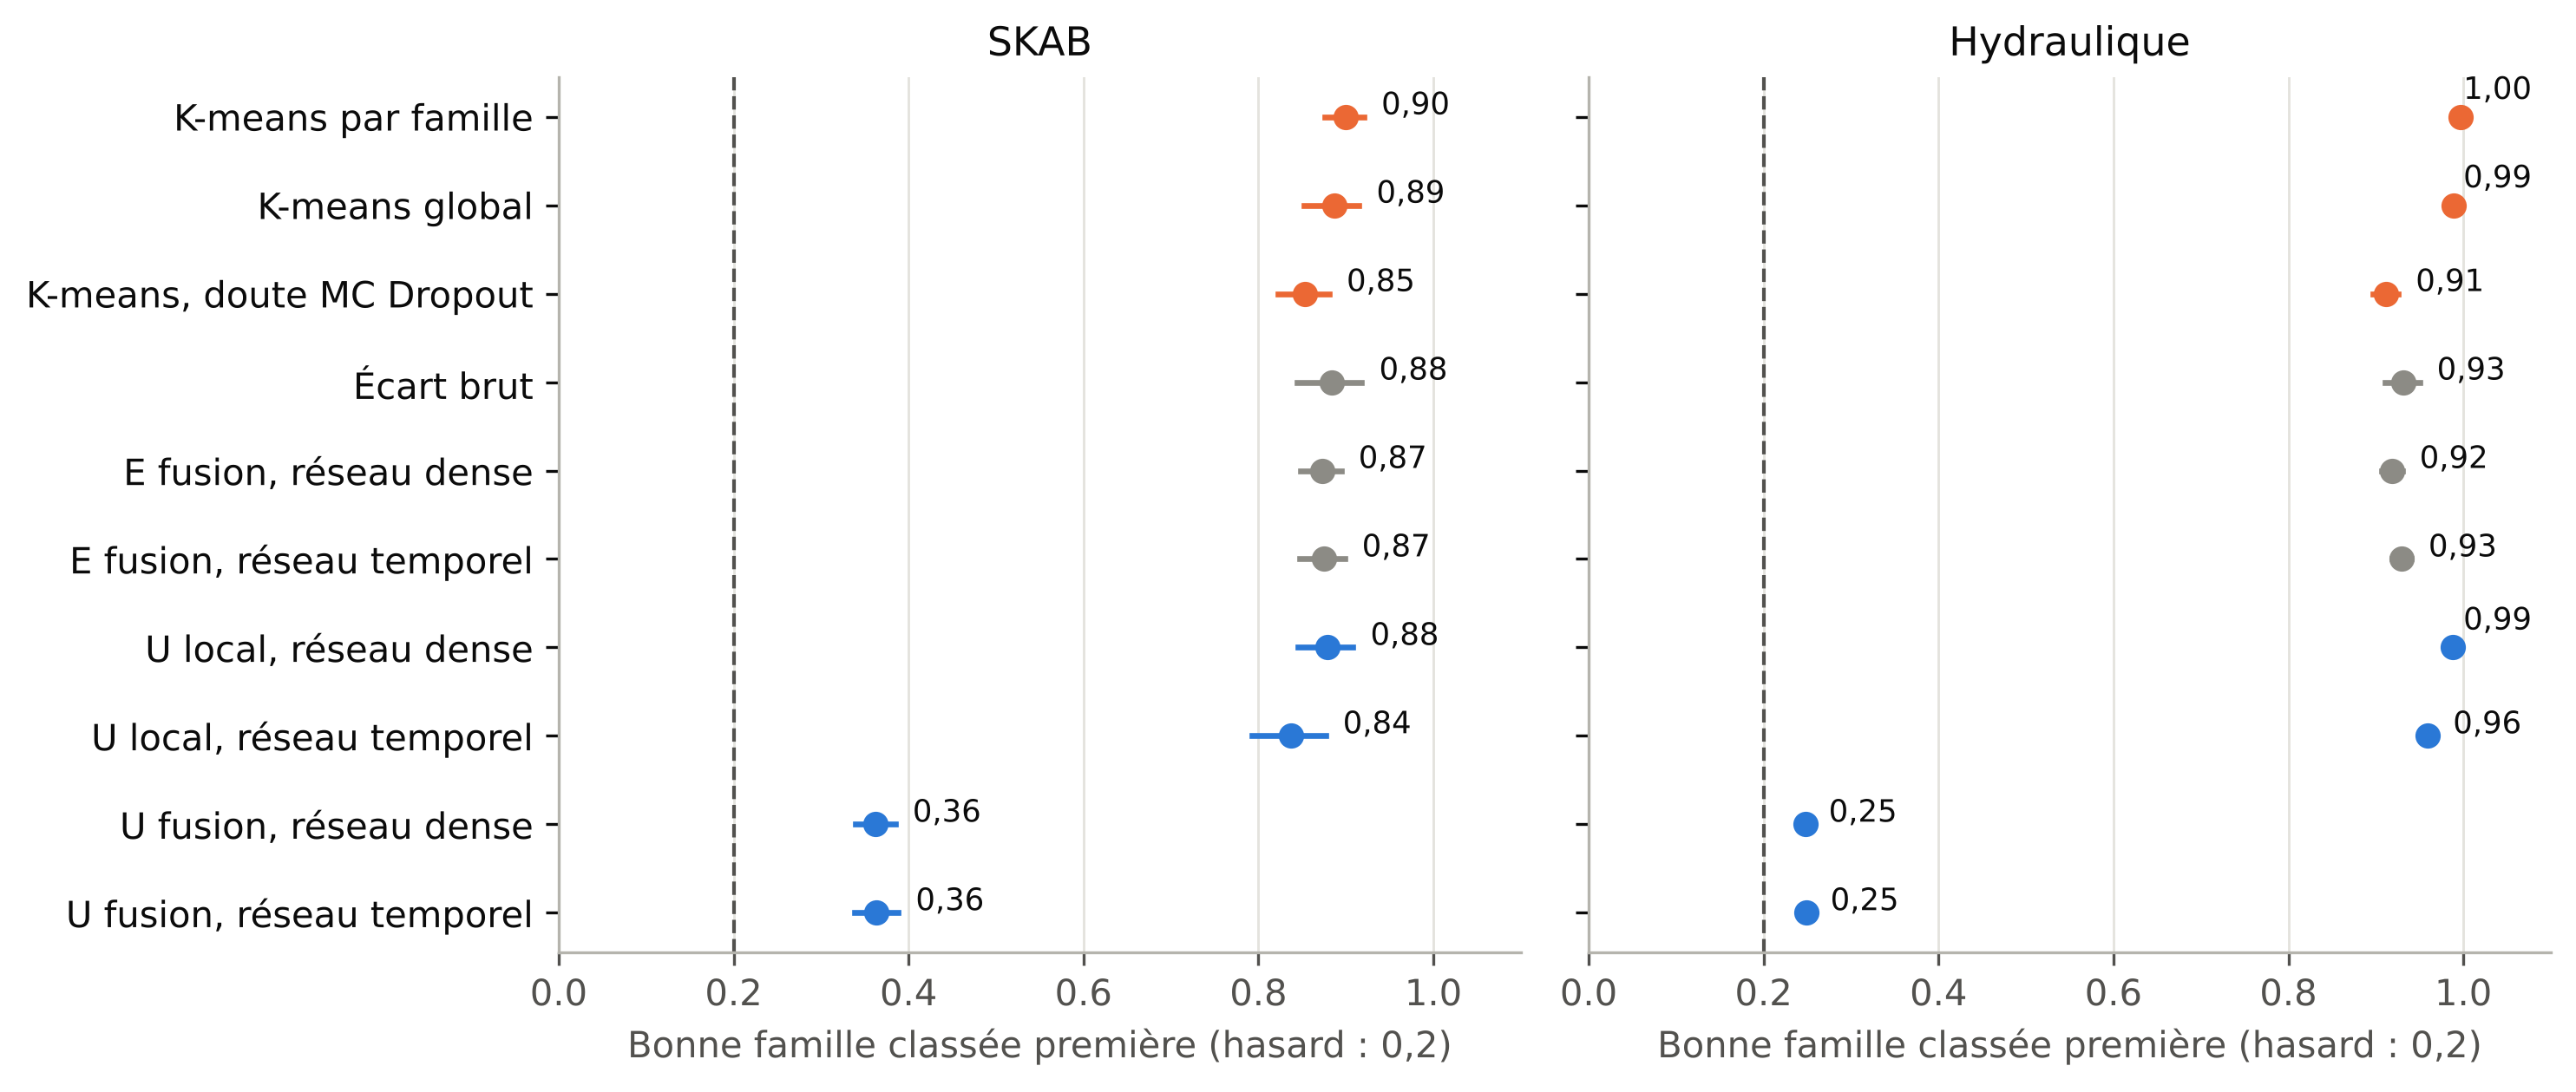 SKAB
Hydraulique
K-means par famille
0,90
1,00
K-means global
0,89
0,99
K-means, doute MC Dropout
0,85
0,91
Écart brut
0,88
0,93
E fusion, réseau dense
0,87
0,92
E fusion, réseau temporel
0,87
0,93
U local, réseau dense
0,88
0,99
U local, réseau temporel
0,84
0,96
U fusion, réseau dense
0,36
0,25
U fusion, réseau temporel
0,36
0,25
0.0 0.2 0.4 0.6 0.8 1.0
0.0 0.2 0.4 0.6 0.8 1.0
Bonne famille classée première (hasard : 0,2)
Bonne famille classée première (hasard : 0,2)